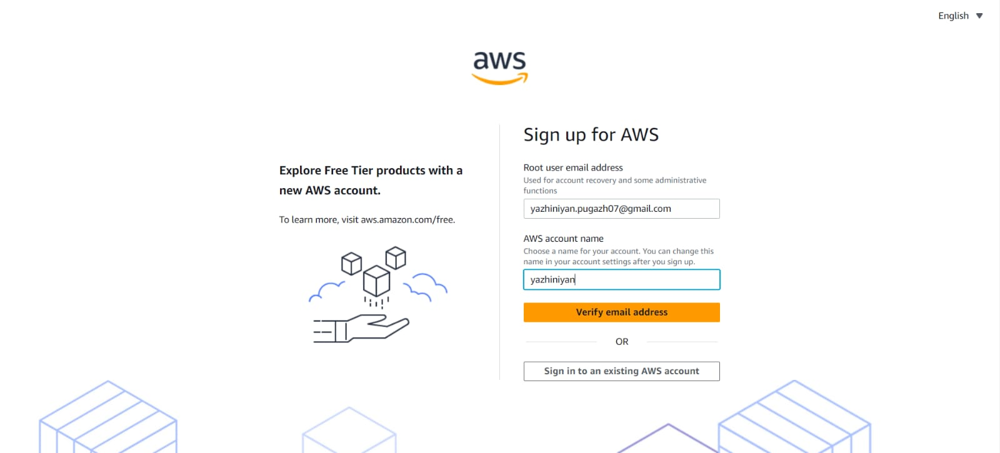 English
aws
Explore Free Tier products with a
new AWS account.
To learn more, visit aws.amazon.com/free.
Sign up for AWS
Root user email address
Used for account recovery and some administrative
functions
yazhiniyan.pugazh07@gmail.com
AWS account name
Choose a name for your account. You can change this
name in your account settings after you sign up.
yazhiniyan
Verify email address
OR
Sign in to an existing AWS account